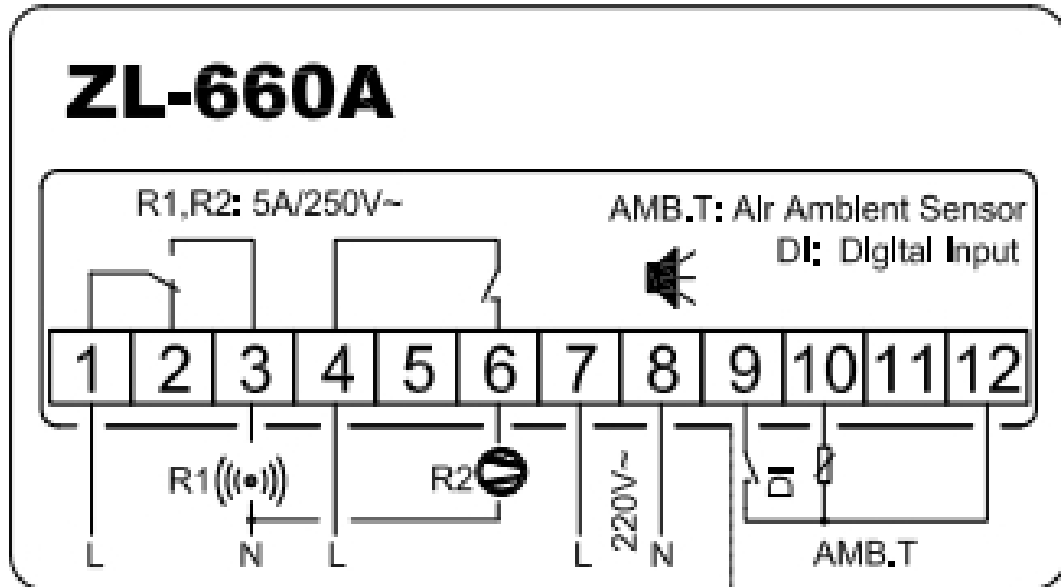 ZL-660A
R1,R2: 5A/250V~
AMB.T: Air Ambient Sensor
DI: Digital Input
1 2 3 4 5 6 7 8 9 10 11 12
R1
R2
220V~
DI
L N L L N AMB.T